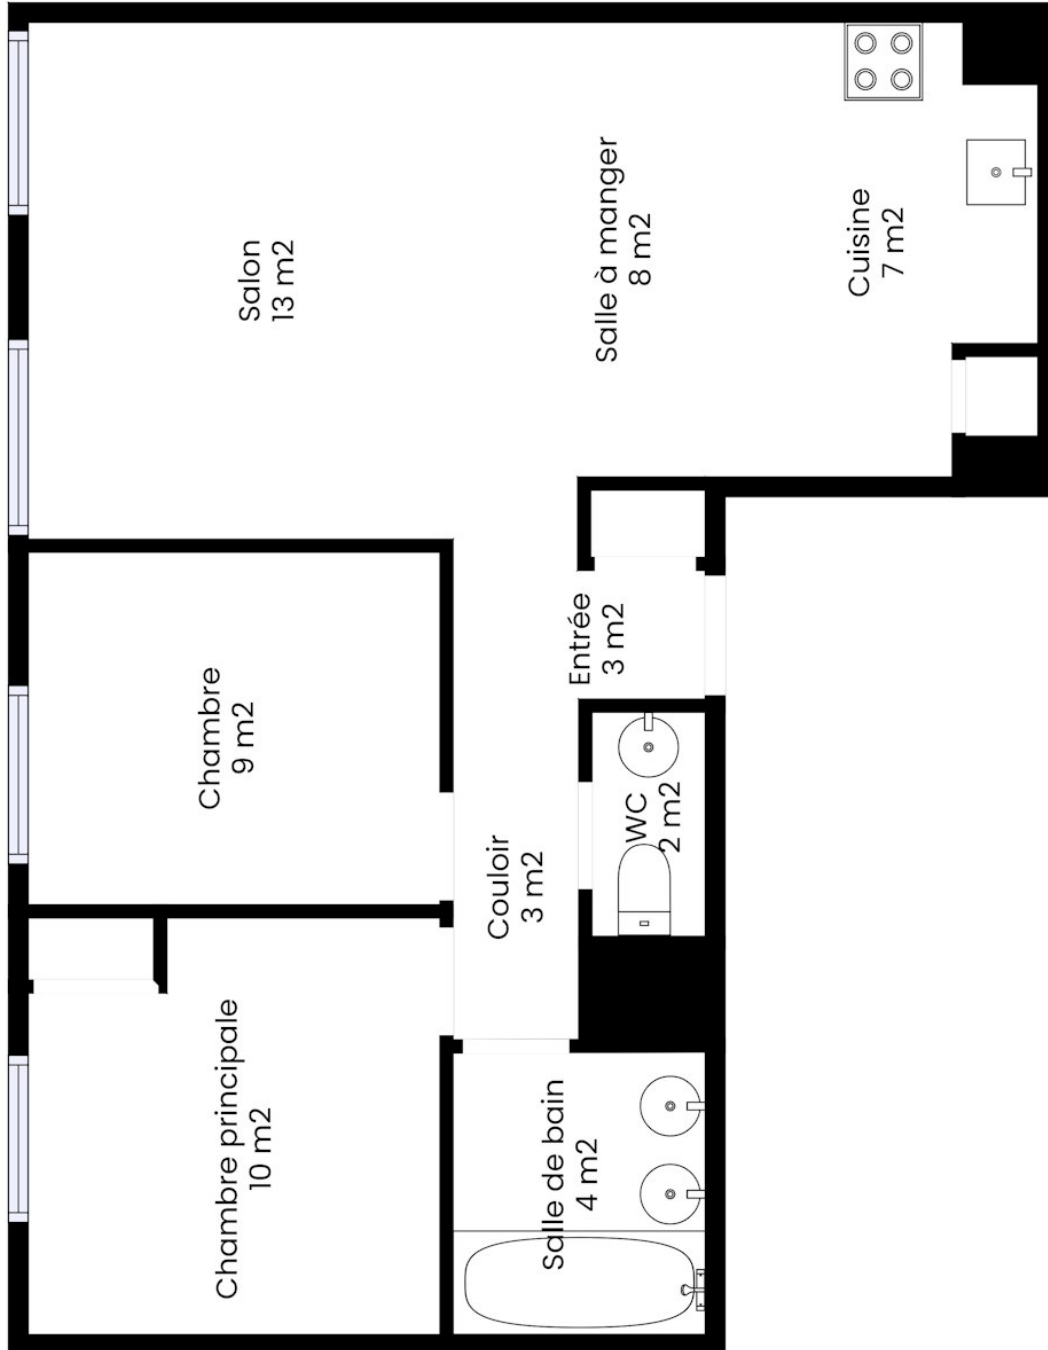 Salon
13 m2
Salle à manger
8 m2
Cuisine
7 m2
Entrée
3 m2
Chambre
9 m2
WC
2 m2
Couloir
3 m2
Chambre principale
10 m2
Salle de bain
4 m2